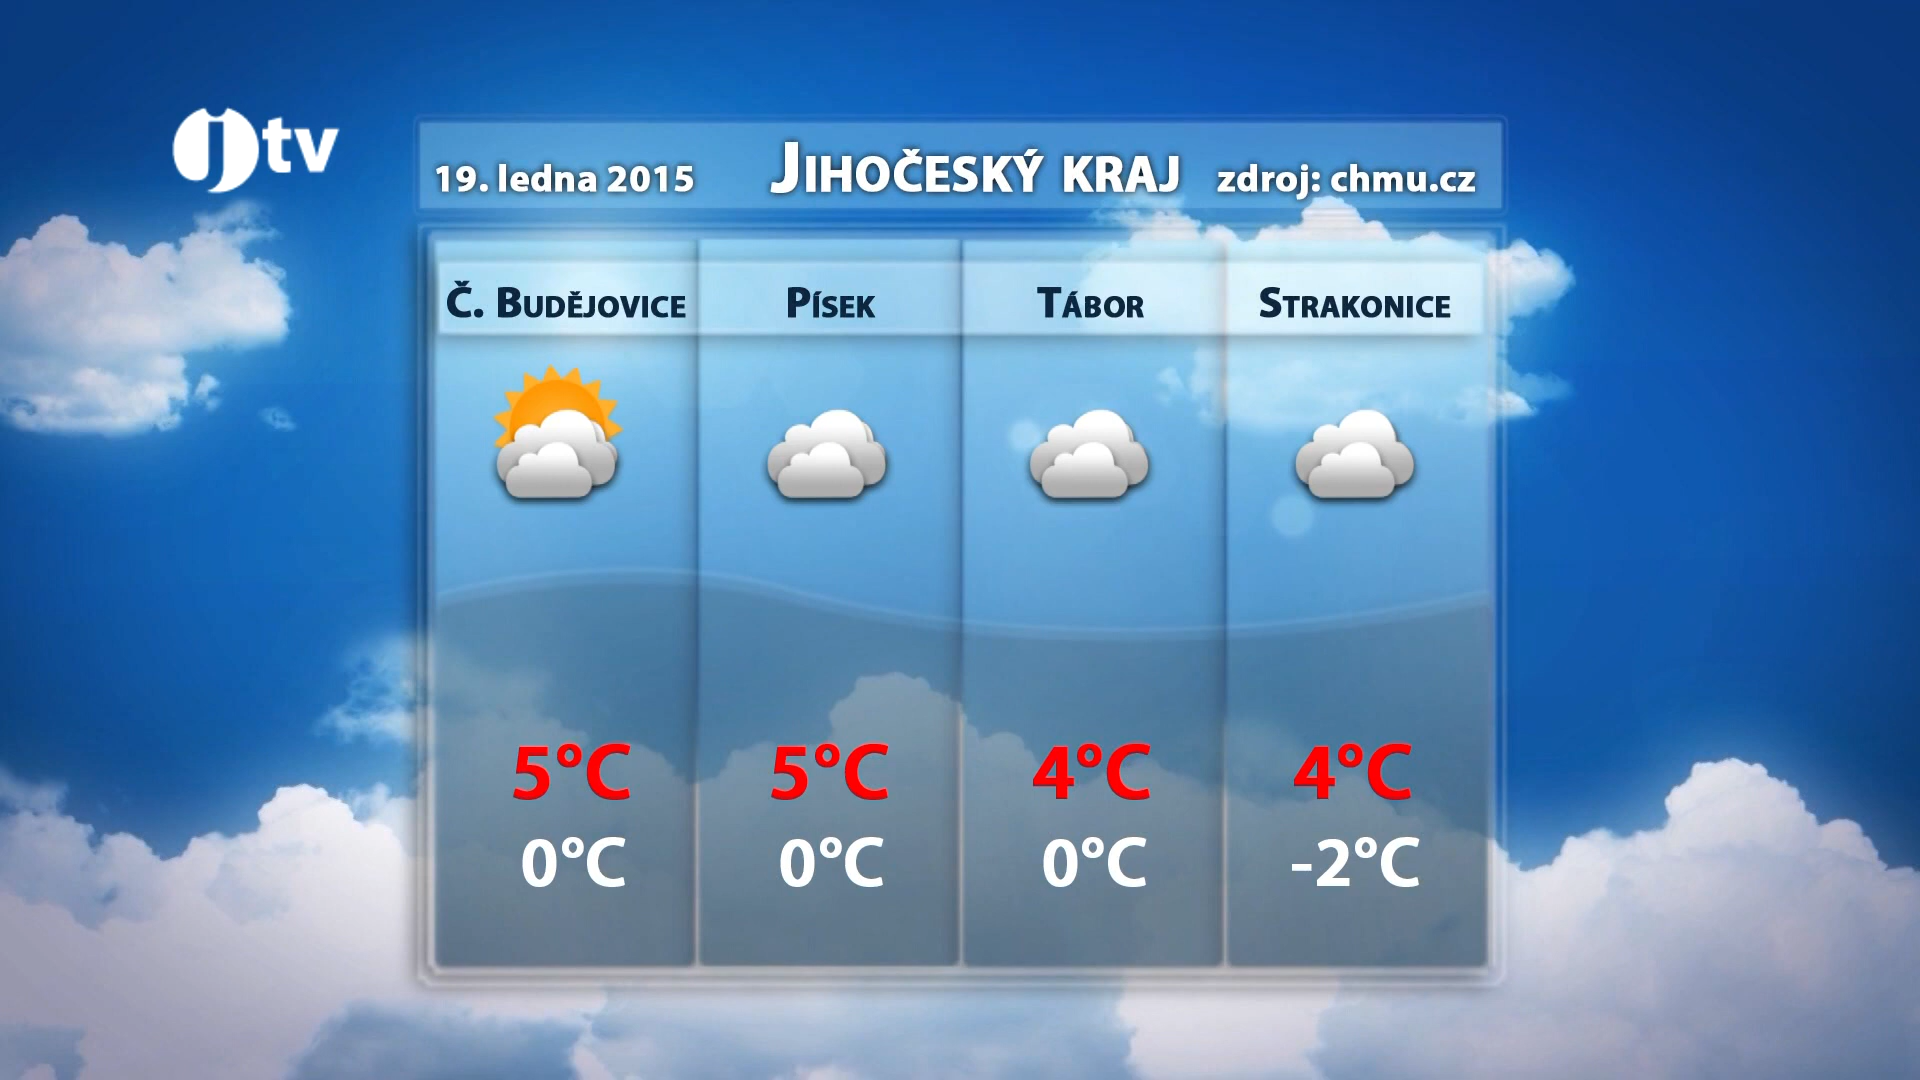 jtv
19. ledna 2015 Jihočeský kraj zdroj: chmu.cz
Č. Budějovice Písek Tábor Strakonice
5°C 5°C 4°C 4°C
0°C 0°C 0°C -2°C